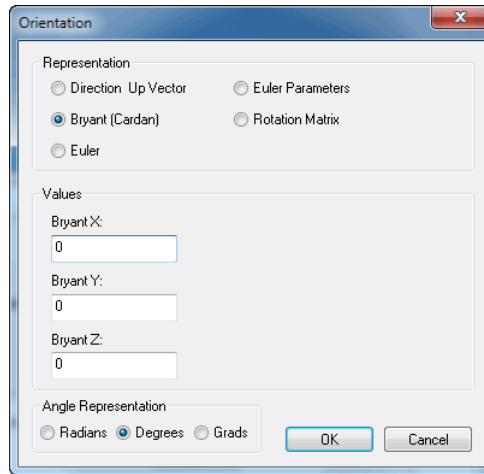 Orientation
Representation
Direction Up Vector
Euler Parameters
Bryant (Cardan)
Rotation Matrix
Euler
Values
Bryant X:
0
Bryant Y:
0
Bryant Z:
0
Angle Representation
Radians Degrees Grads
OK Cancel